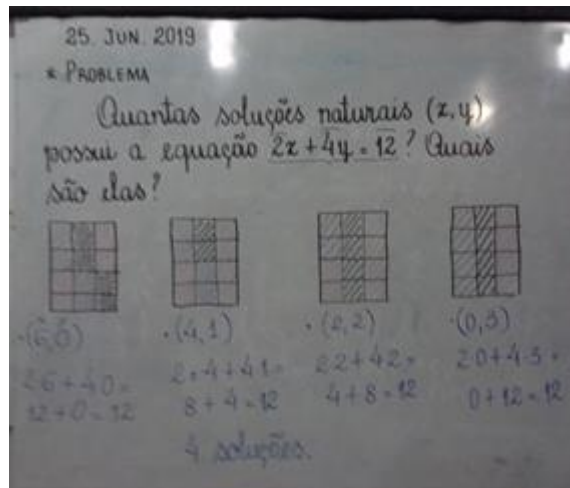 25. JUN. 2019
* PROBLEMA
Quantas soluções naturais (x,y)
possui a equação 2x+4y=12? Quais
são elas?
·(6,0) ·(4,1) ·(2,2) ·(0,3)
2·6+4·0= 2·4+4·1= 2·2+4·2= 2·0+4·3=
12+0=12 8+4=12 4+8=12 0+12=12
4 soluções.